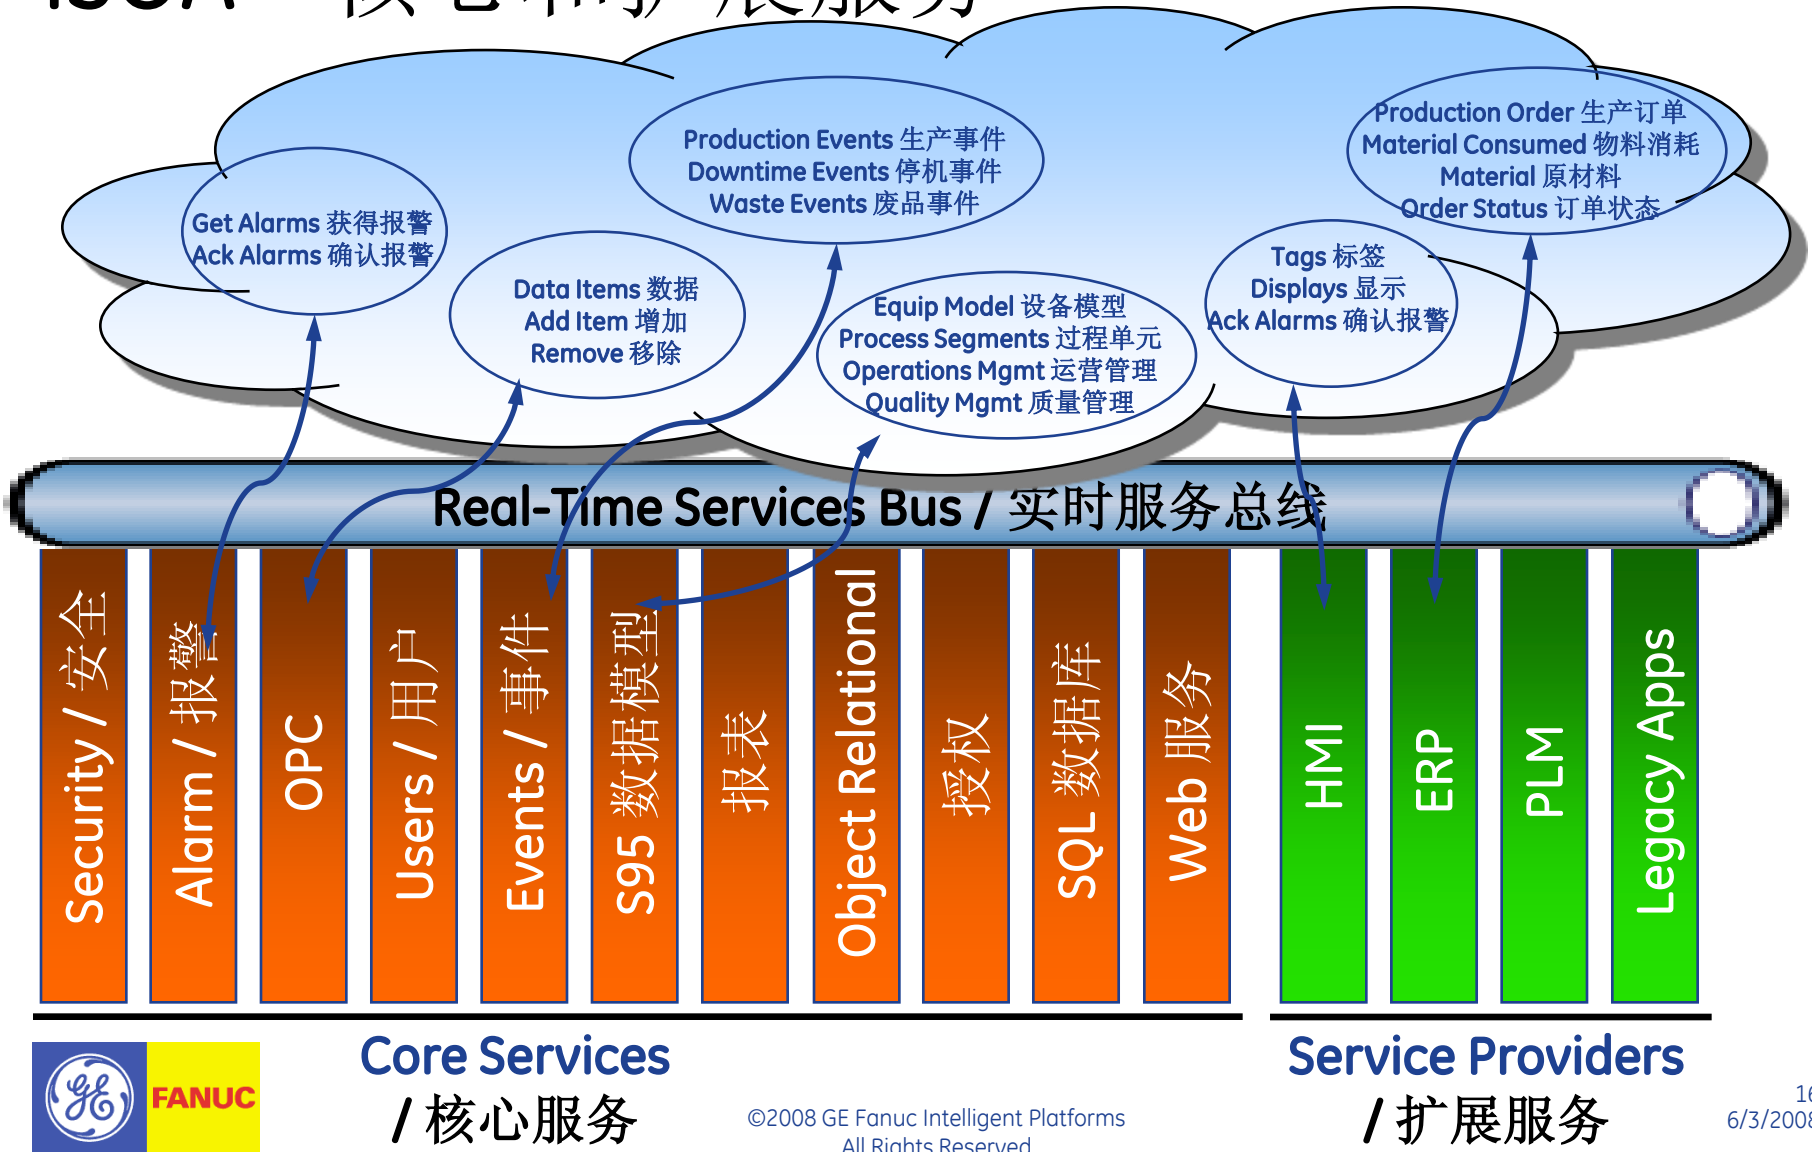 Production Events 生产事件
Downtime Events 停机事件
Waste Events 废品事件
Production Order 生产订单
Material Consumed 物料消耗
Material 原材料
Order Status 订单状态
Get Alarms 获得报警
Ack Alarms 确认报警
Data Items 数据
Add Item 增加
Remove 移除
Equip Model 设备模型
Process Segments 过程单元
Operations Mgmt 运营管理
Quality Mgmt 质量管理
Tags 标签
Displays 显示
Ack Alarms 确认报警
Real-Time Services Bus / 实时服务总线
Security / 安全
Alarm / 报警
OPC
Users / 用户
Events / 事件
S95 数据模型
报表
Object Relational
授权
SQL 数据库
Web 服务
HMI
ERP
PLM
Legacy Apps
Core Services
/ 核心服务
Service Providers
/ 扩展服务
GE
FANUC
©2008 GE Fanuc Intelligent Platforms
All Rights Reserved
16
6/3/2008